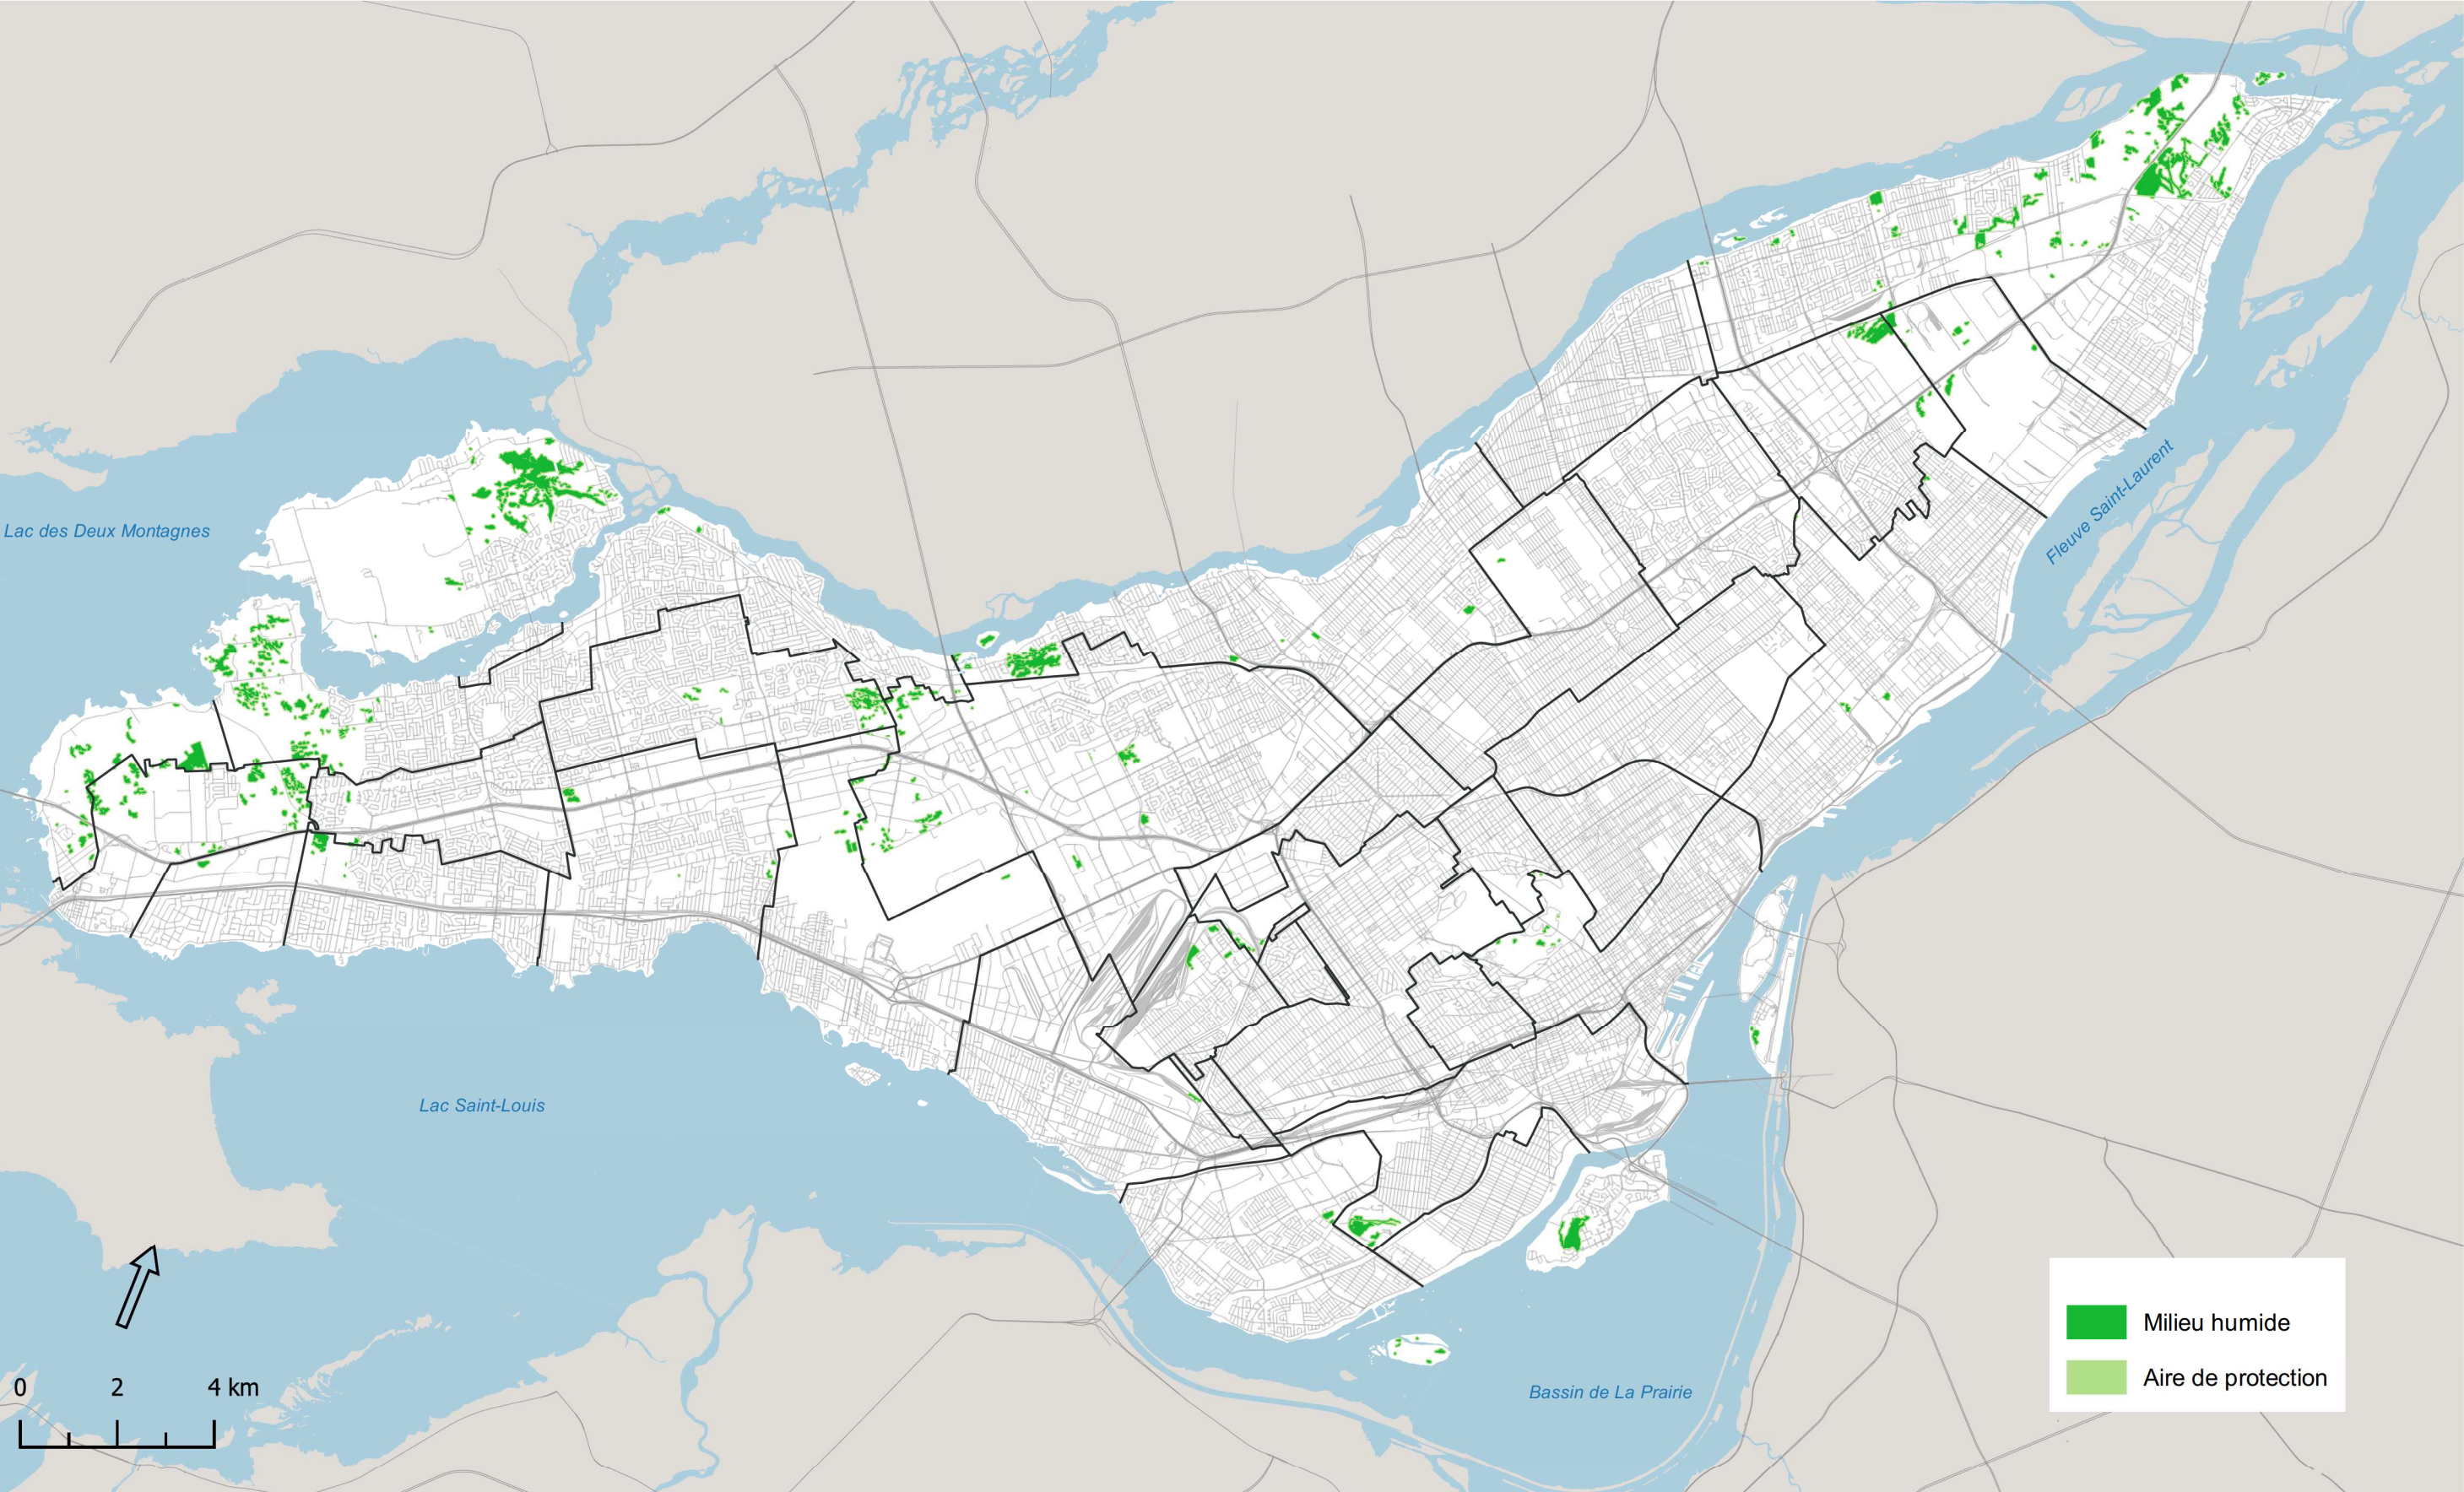 Lac des Deux Montagnes
Fleuve Saint-Laurent
Lac Saint-Louis
Bassin de La Prairie
0 2 4 km
Milieu humide
Aire de protection